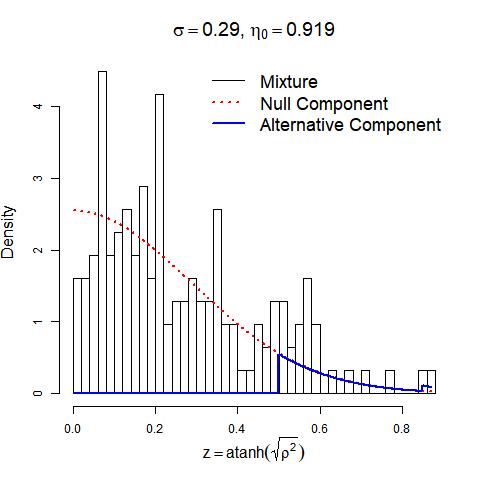 σ = 0.29, η₀ = 0.919
Mixture
Null Component
Alternative Component
Density
4
3
2
1
0
0.0 0.2 0.4 0.6 0.8
z = atanh(√ρ²)